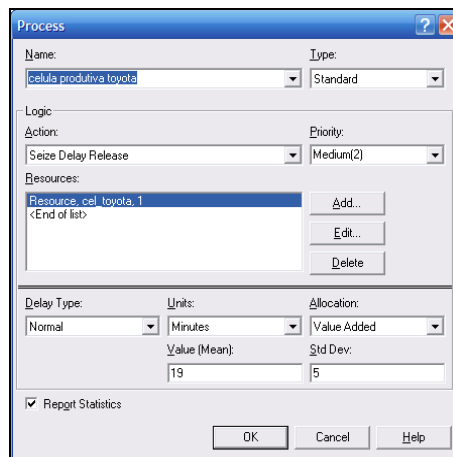 Process
Name: Type:
celula produtiva toyota Standard
Logic
Action: Priority:
Seize Delay Release Medium(2)
Resources:
Resource, cel_toyota, 1
<End of list>
Add...
Edit...
Delete
Delay Type: Units: Allocation:
Normal Minutes Value Added
Value (Mean): Std Dev:
19 5
Report Statistics
OK Cancel Help